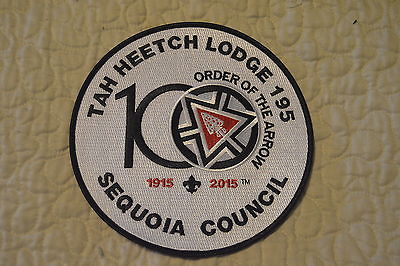 TAH HEETCH LODGE 195
100
ORDER OF THE ARROW
1915 2015™
SEQUOIA COUNCIL